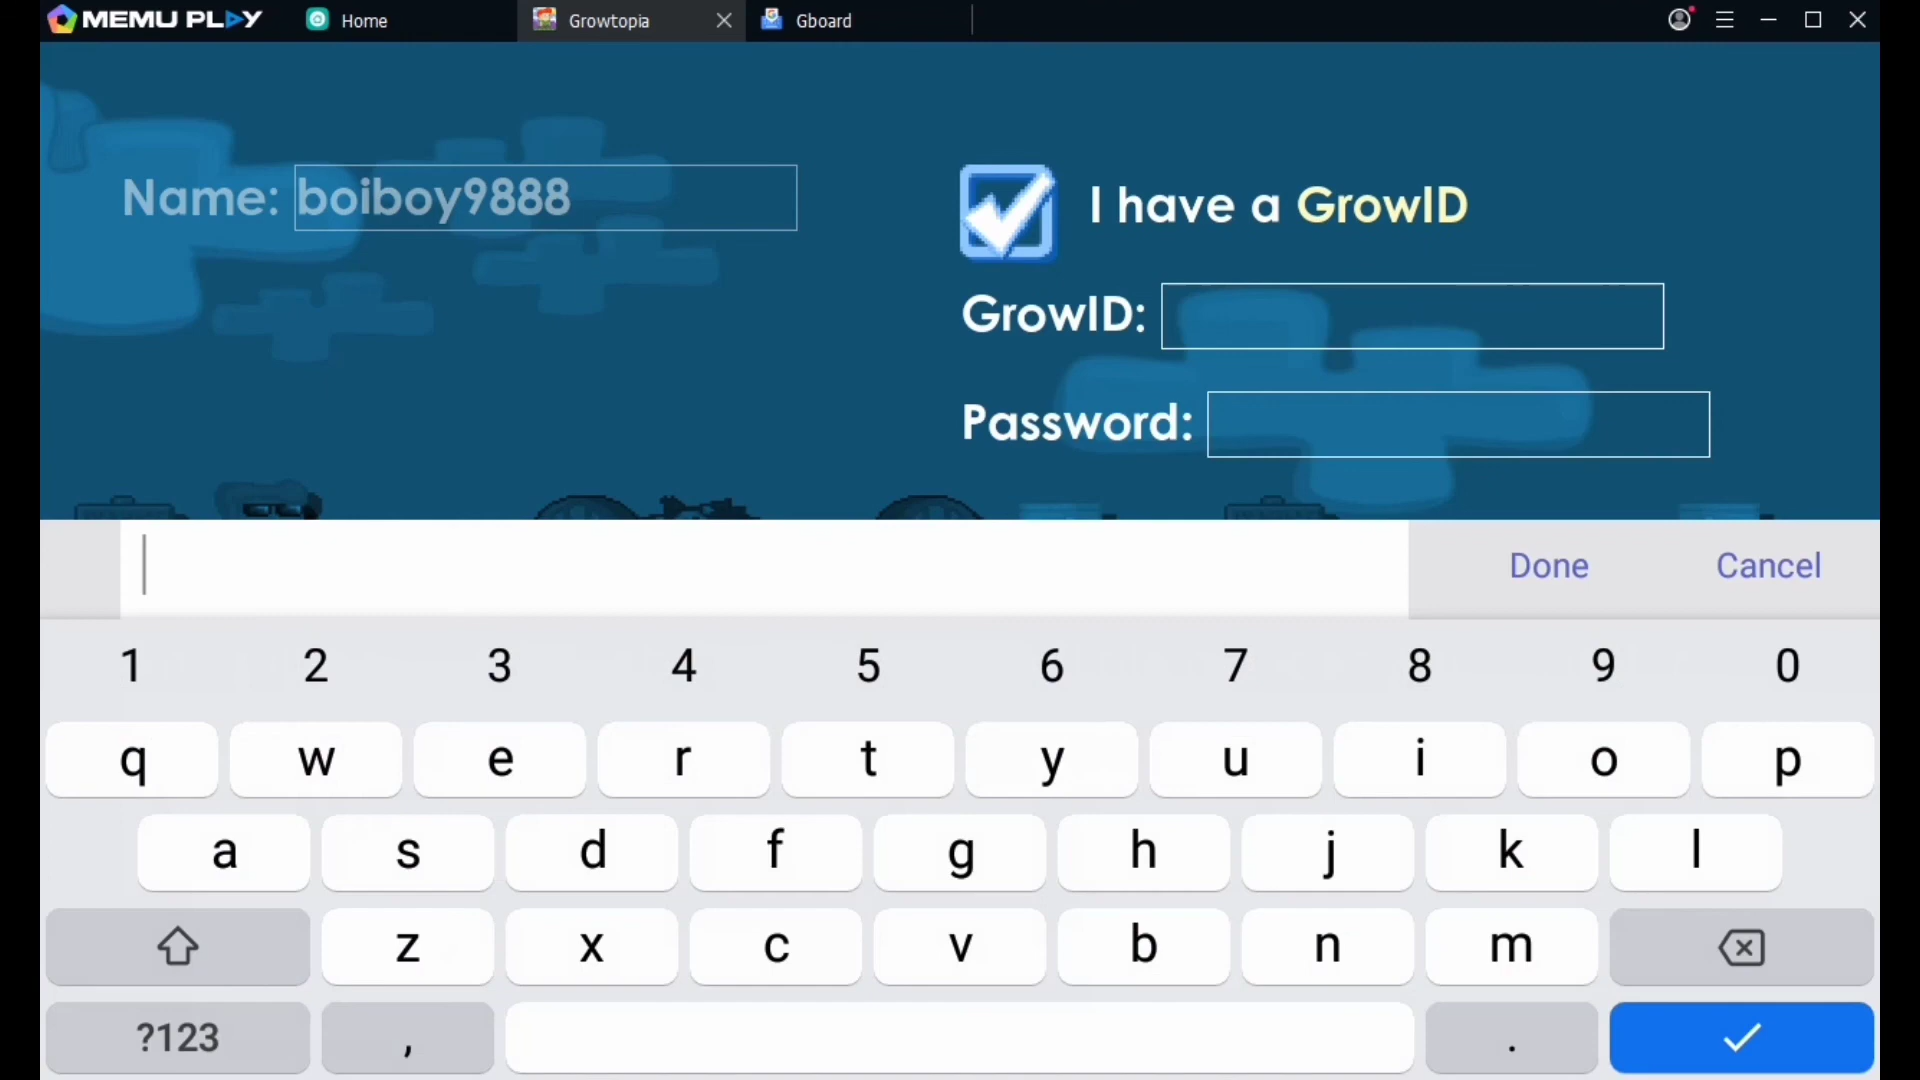 MEMU PLAY Home Growtopia Gboard
Name: boiboy9888
I have a GrowID
GrowID:
Password:
Done Cancel
1 2 3 4 5 6 7 8 9 0
q w e r t y u i o p
a s d f g h j k l
z x c v b n m
?123 , .